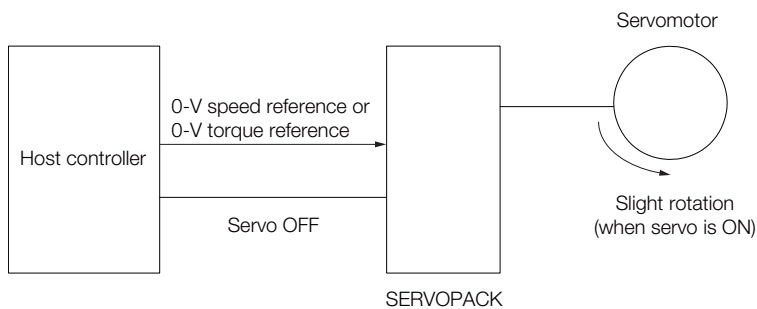 Servomotor
0-V speed reference or
0-V torque reference
Host controller
Servo OFF
Slight rotation
(when servo is ON)
SERVOPACK